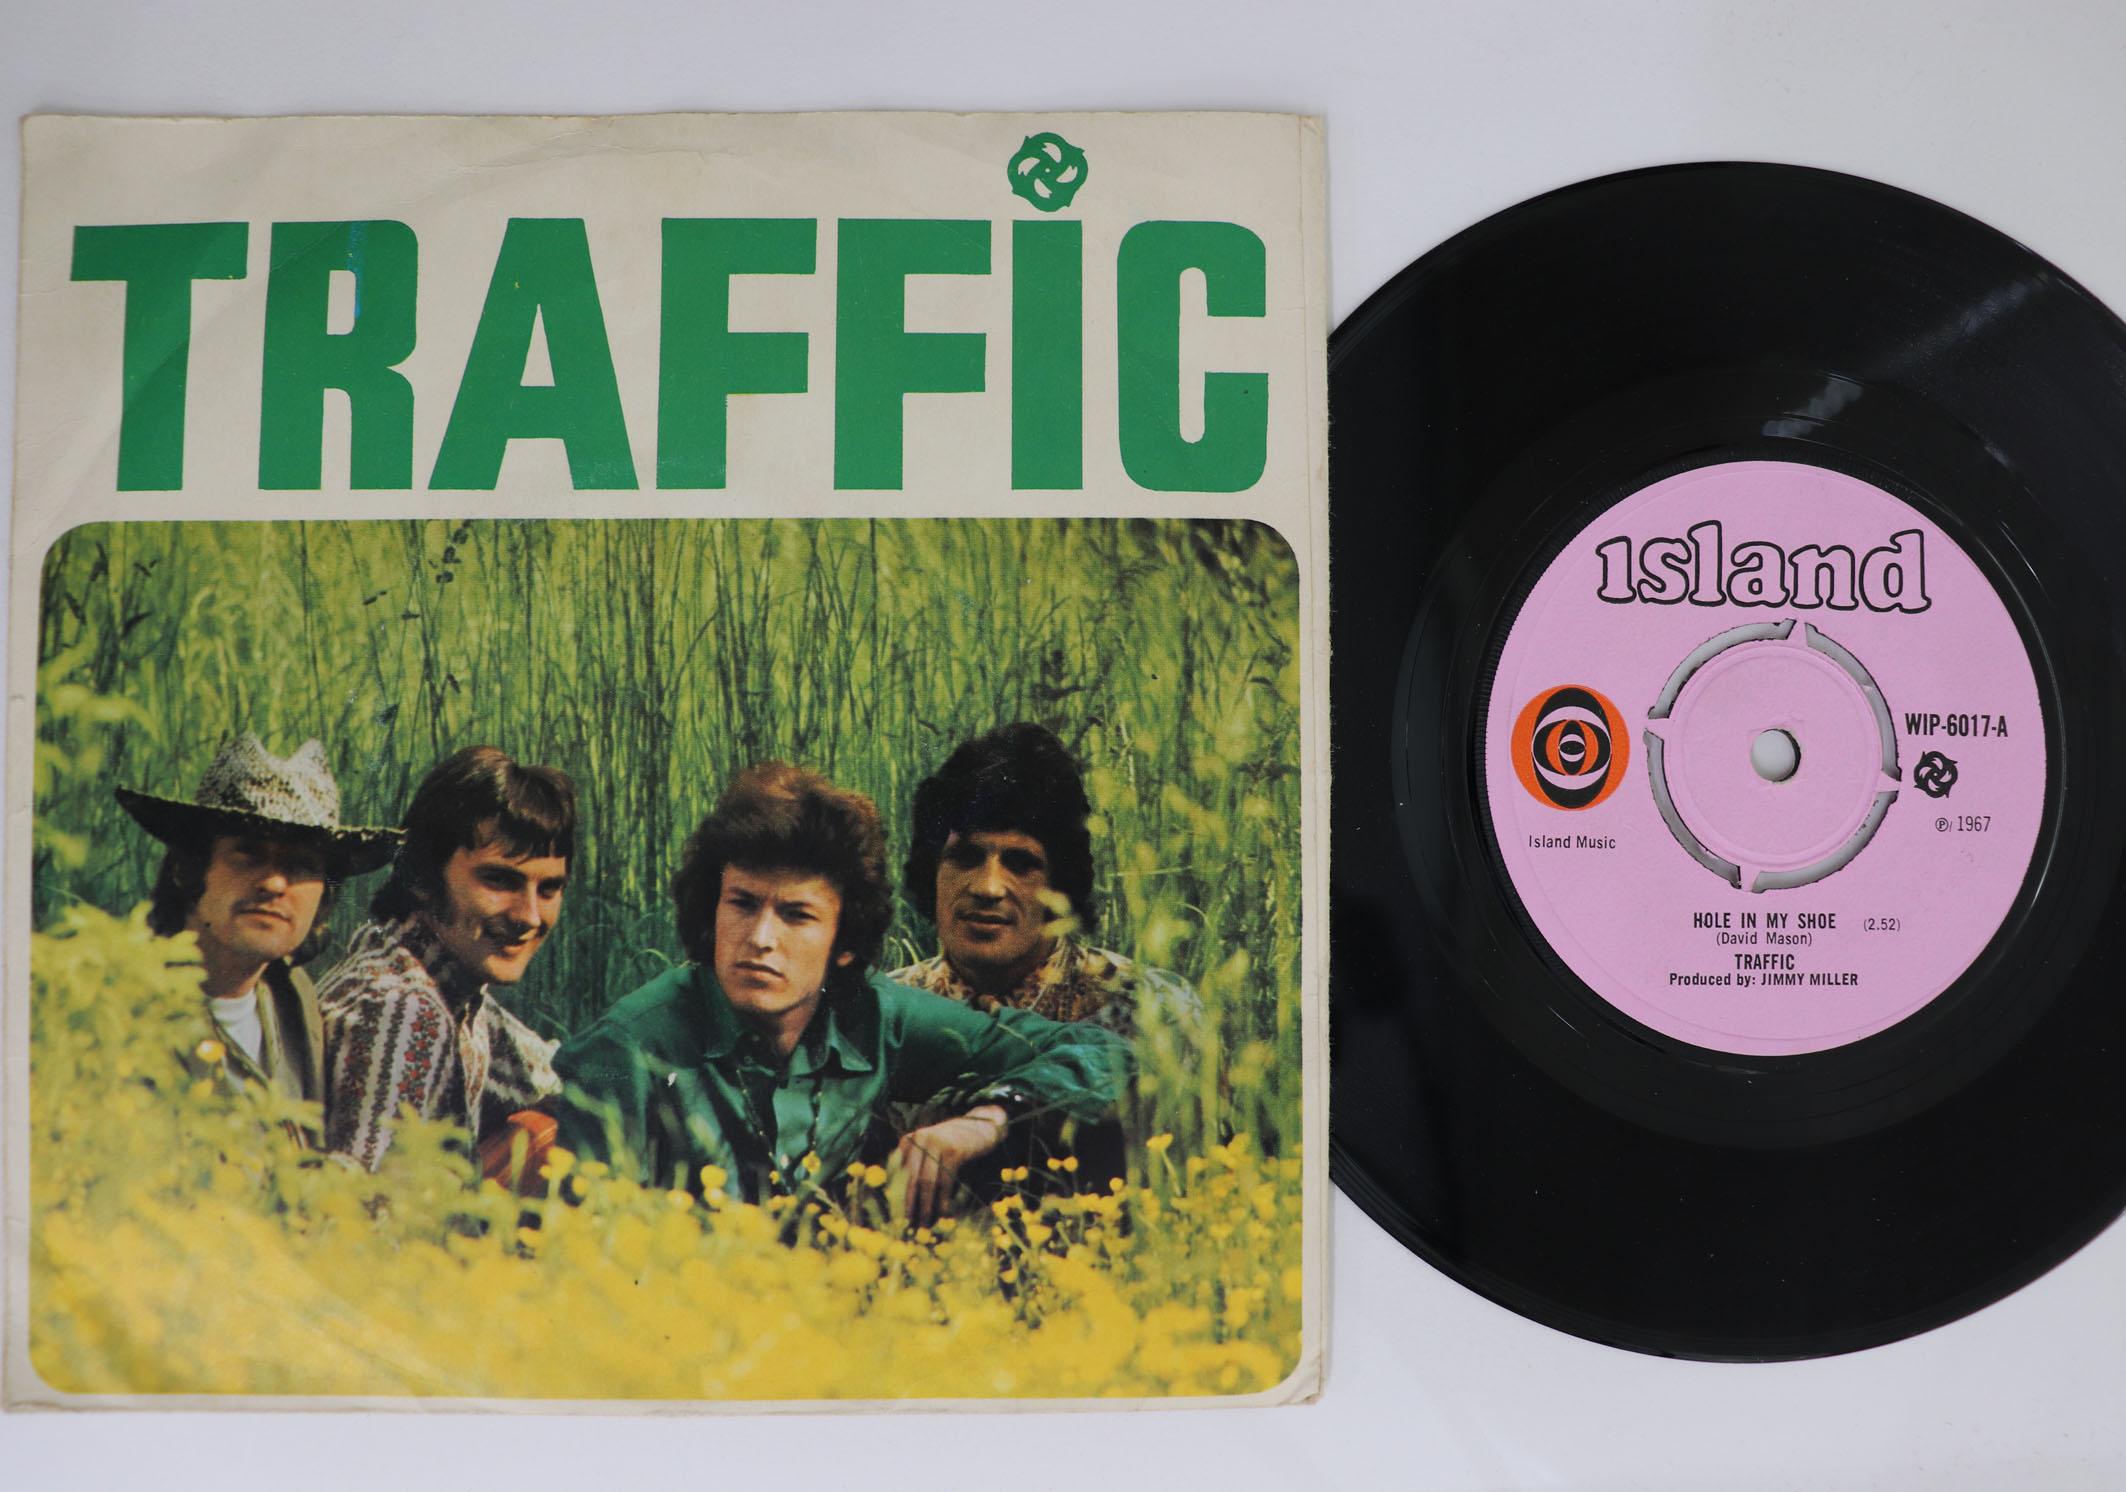 TRAFFIC
island
WIP-6017-A
℗ 1967
Island Music
HOLE IN MY SHOE (2.52)
(David Mason)
TRAFFIC
Produced by: JIMMY MILLER